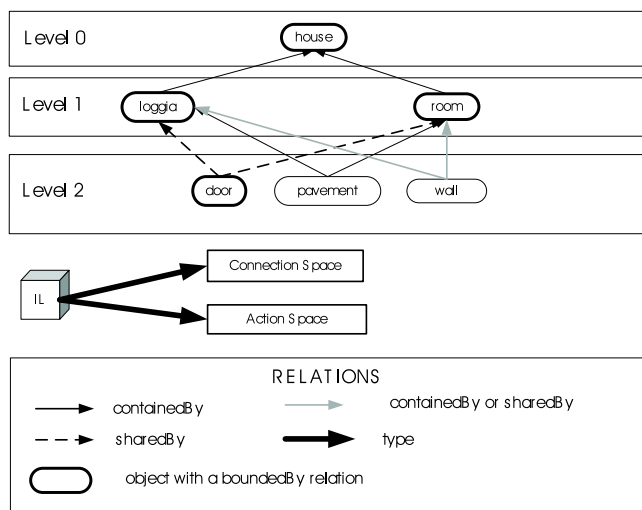 Level 0
house
Level 1
loggia
room
Level 2
door
pavement
wall
IL
Connection Space
Action Space
RELATIONS
containedBy
containedBy or sharedBy
sharedBy
type
object with a boundedBy relation